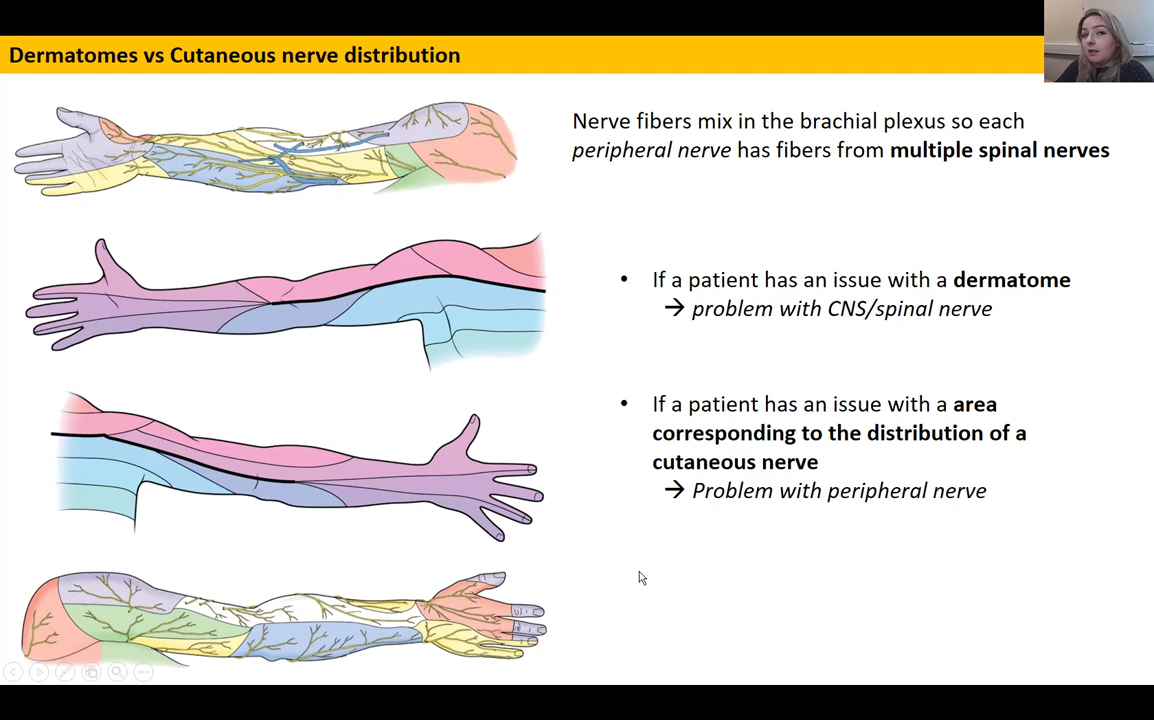 Dermatomes vs Cutaneous nerve distribution
Nerve fibers mix in the brachial plexus so each
peripheral nerve has fibers from multiple spinal nerves
• If a patient has an issue with a dermatome
→ problem with CNS/spinal nerve
• If a patient has an issue with a area
corresponding to the distribution of a
cutaneous nerve
→ Problem with peripheral nerve